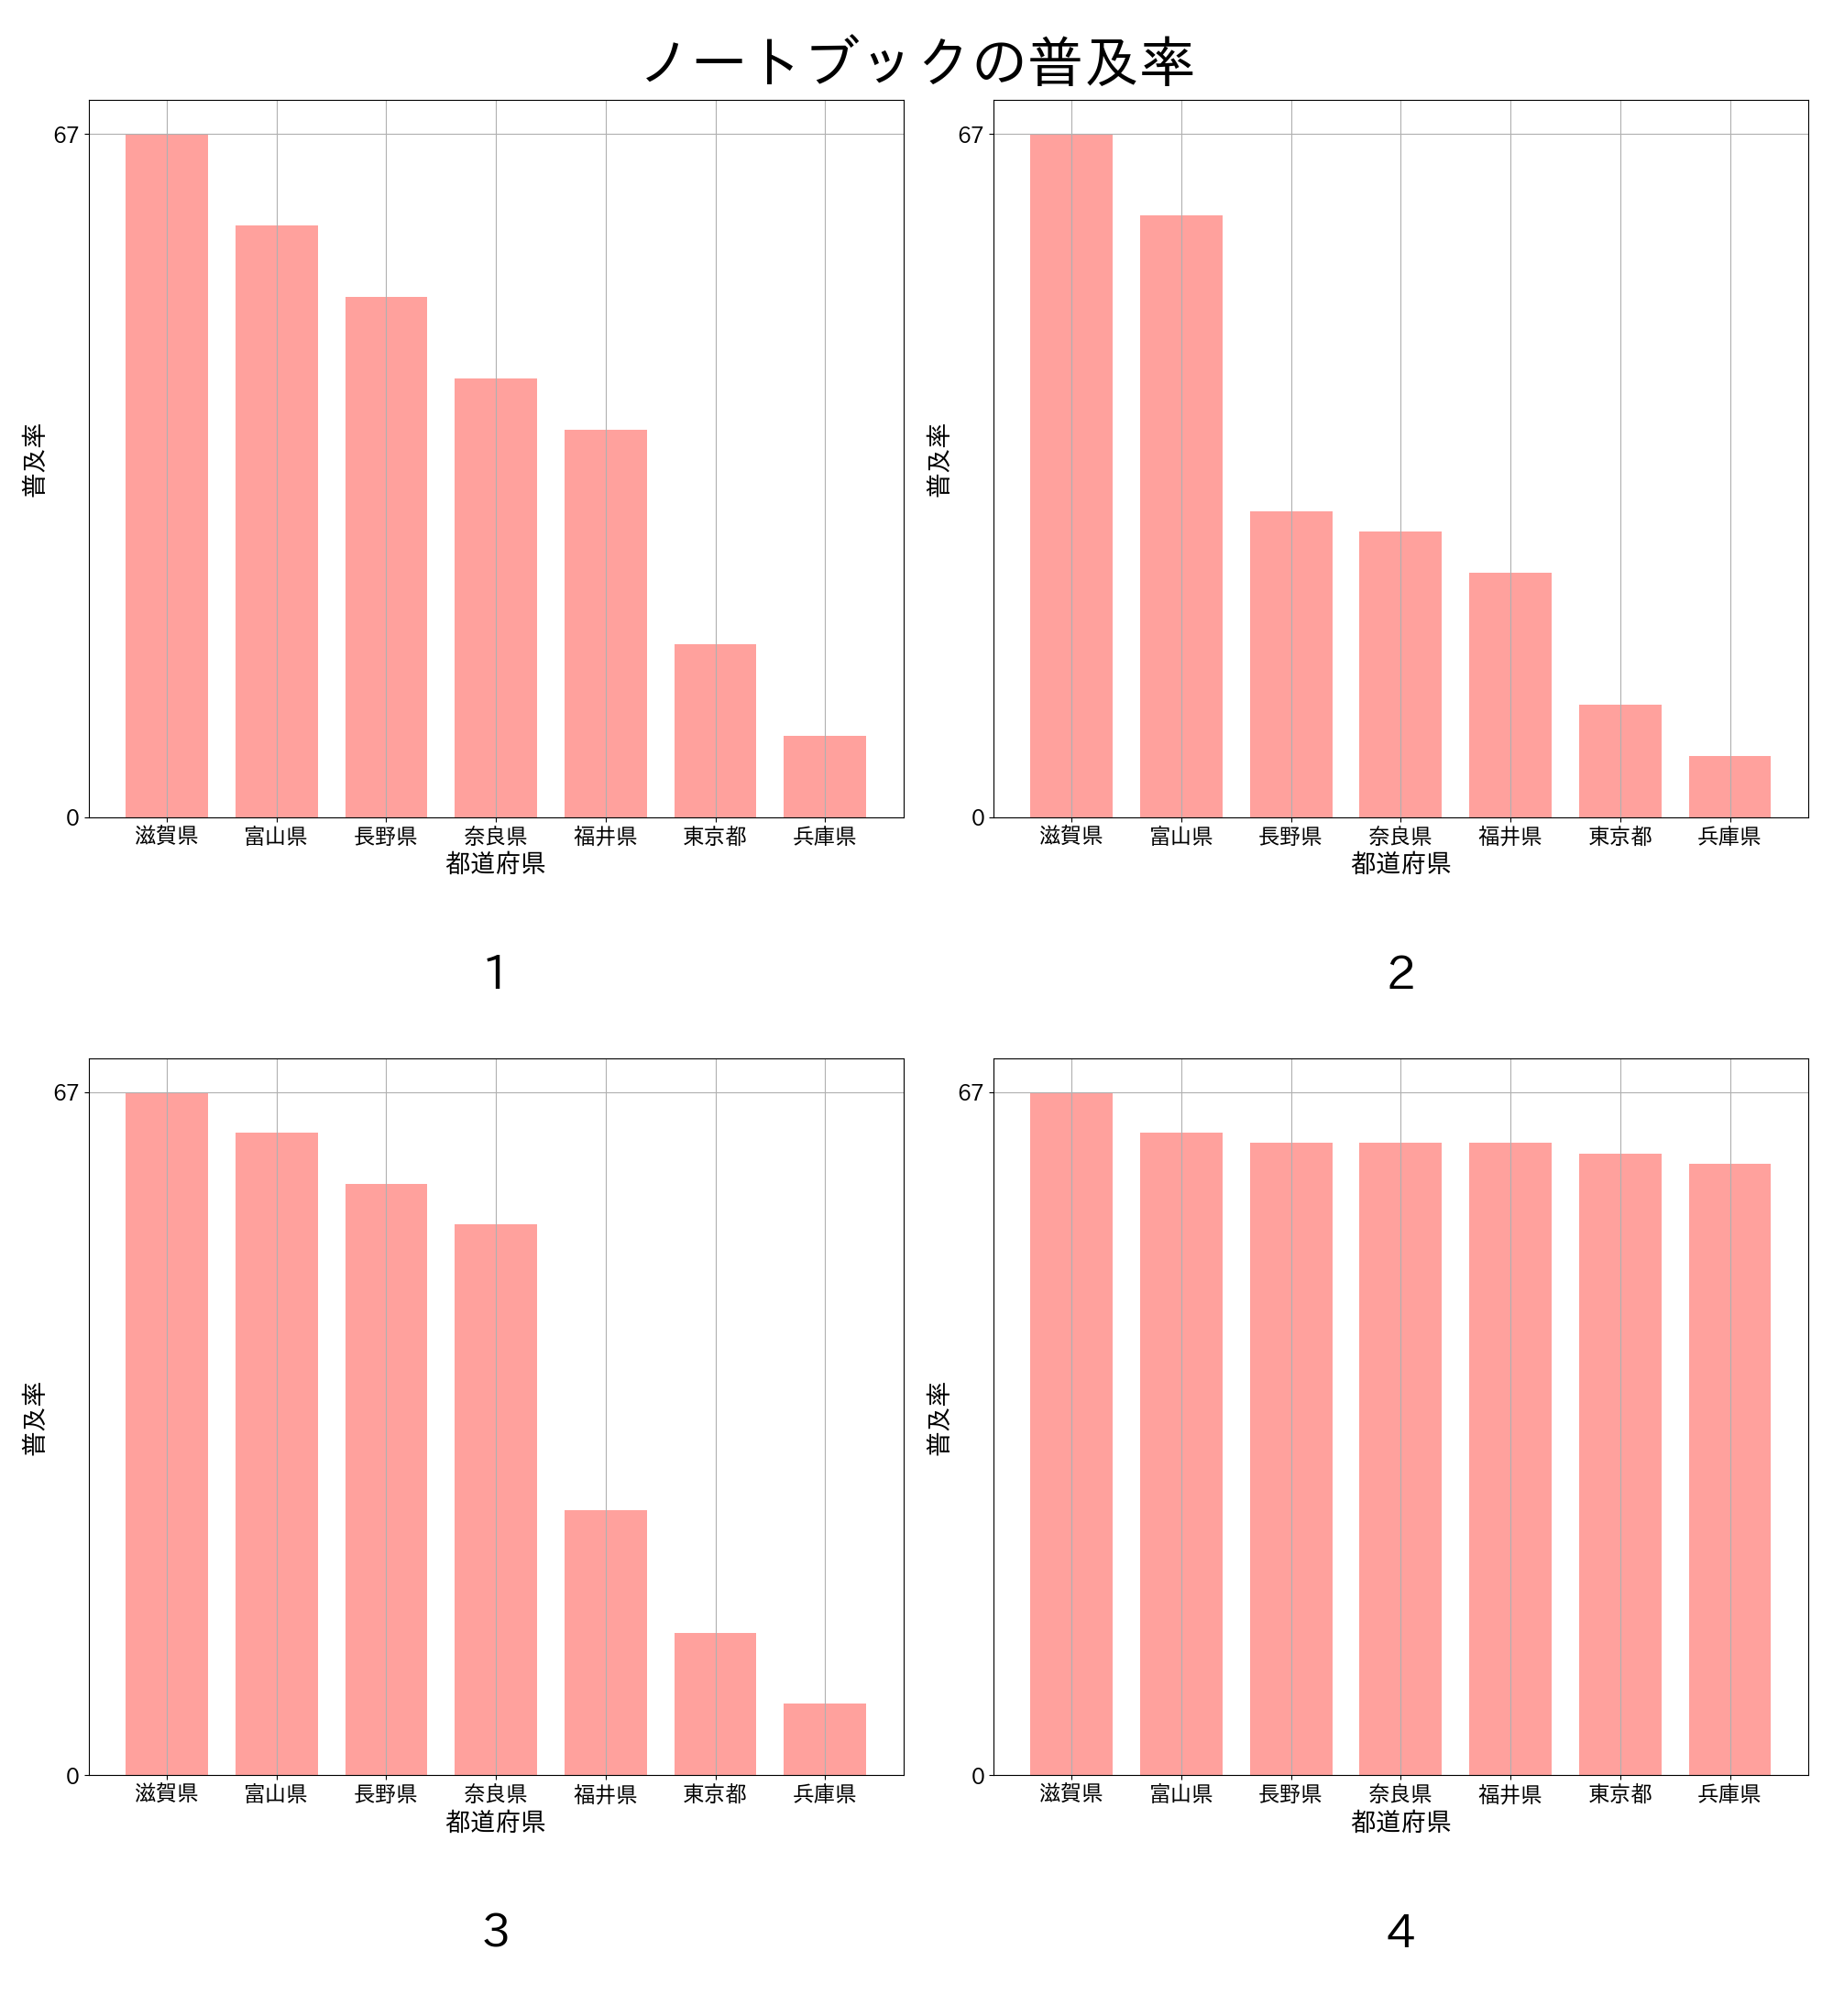 ノートブックの普及率
67
0
普及率
滋賀県 富山県 長野県 奈良県 福井県 東京都 兵庫県
都道府県
1
67
0
普及率
滋賀県 富山県 長野県 奈良県 福井県 東京都 兵庫県
都道府県
2
67
0
普及率
滋賀県 富山県 長野県 奈良県 福井県 東京都 兵庫県
都道府県
3
67
0
普及率
滋賀県 富山県 長野県 奈良県 福井県 東京都 兵庫県
都道府県
4